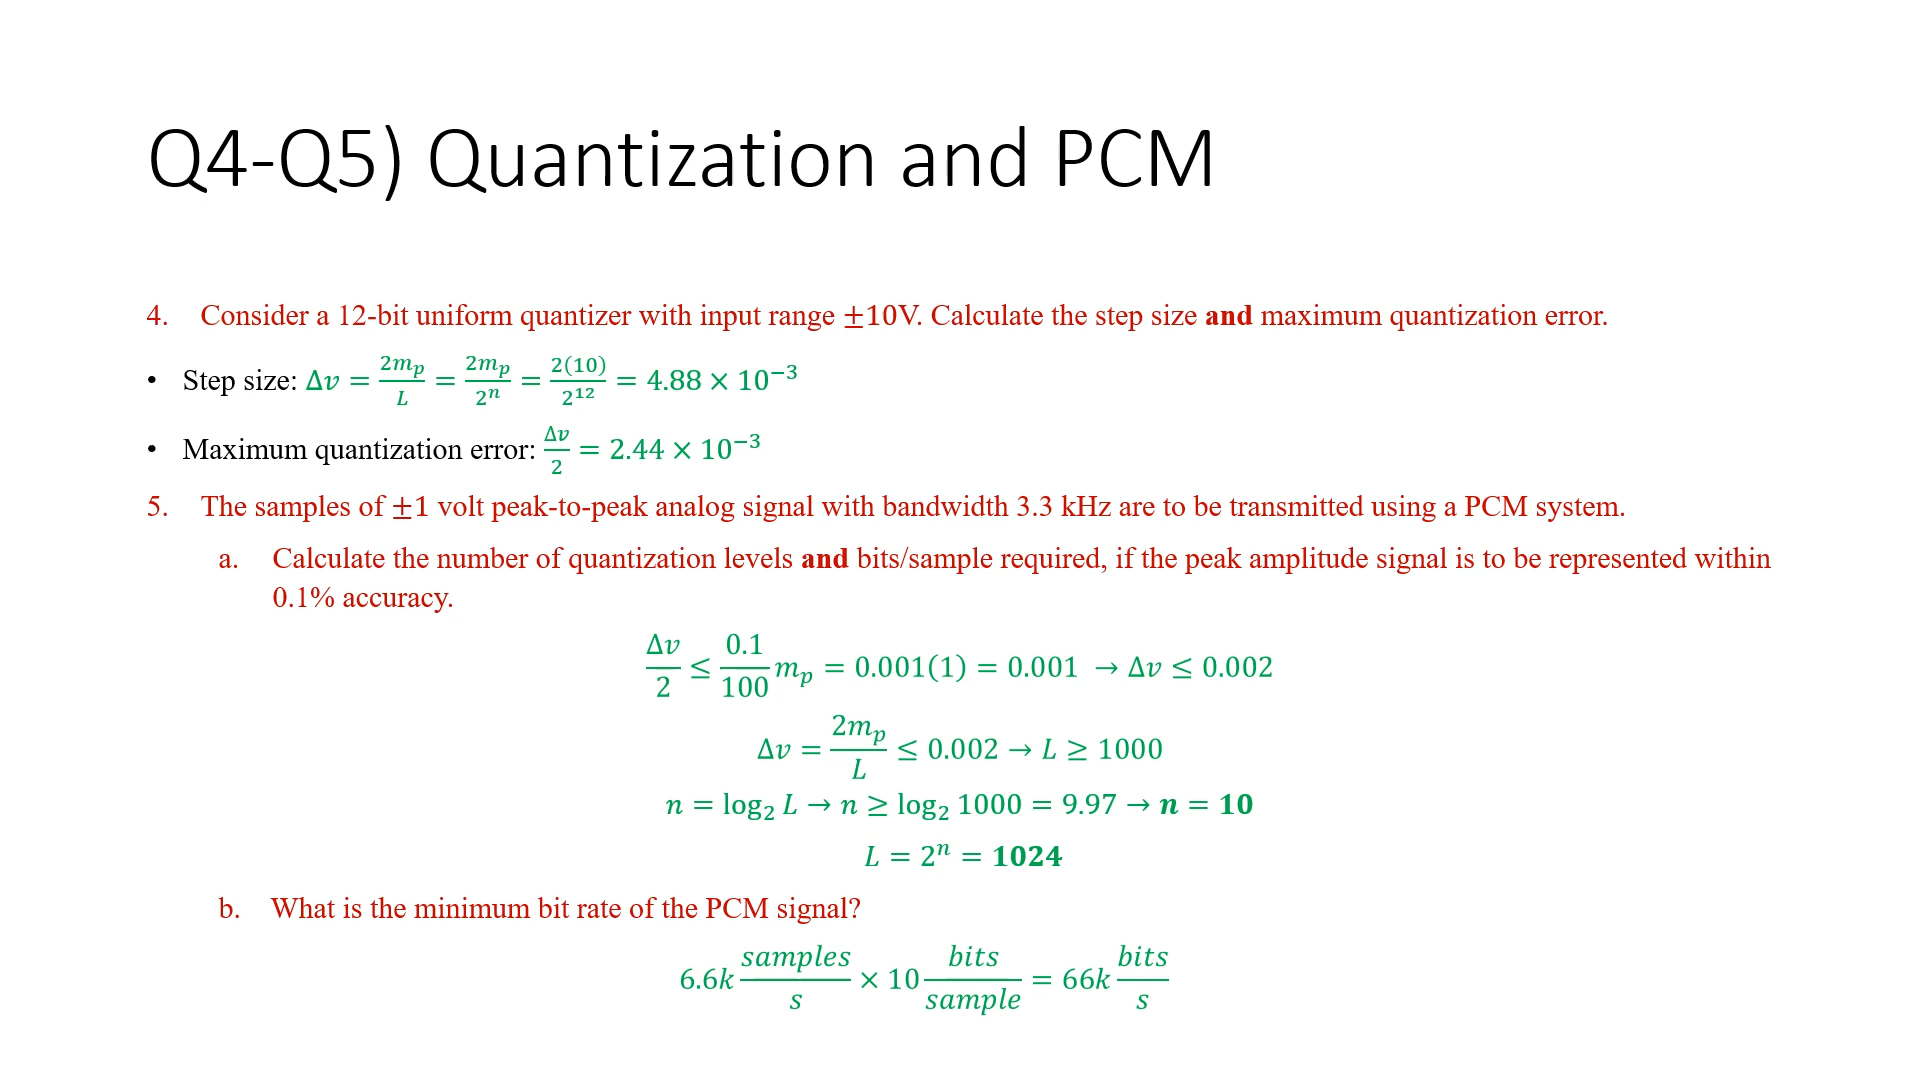 Q4-Q5) Quantization and PCM
4. Consider a 12-bit uniform quantizer with input range ±10V. Calculate the step size and maximum quantization error.
• Step size: Δv = 2m_p/L = 2m_p/2^n = 2(10)/2^12 = 4.88 × 10^−3
• Maximum quantization error: Δv/2 = 2.44 × 10^−3
5. The samples of ±1 volt peak-to-peak analog signal with bandwidth 3.3 kHz are to be transmitted using a PCM system.
a. Calculate the number of quantization levels and bits/sample required, if the peak amplitude signal is to be represented within
0.1% accuracy.
Δv/2 ≤ 0.1/100 m_p = 0.001(1) = 0.001 → Δv ≤ 0.002
Δv = 2m_p/L ≤ 0.002 → L ≥ 1000
n = log_2 L → n ≥ log_2 1000 = 9.97 → n = 10
L = 2^n = 1024
b. What is the minimum bit rate of the PCM signal?
6.6k samples/s × 10 bits/sample = 66k bits/s